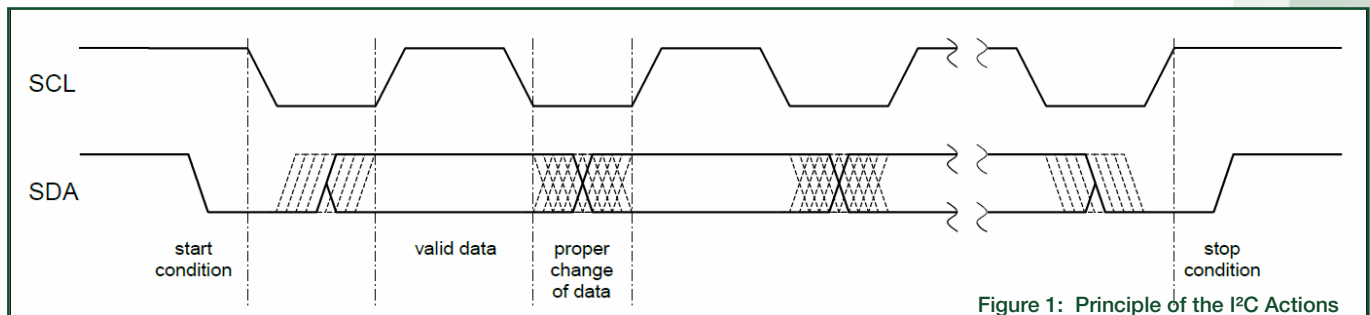 SCL
SDA
start
condition
valid data
proper
change
of data
stop
condition
Figure 1: Principle of the I²C Actions